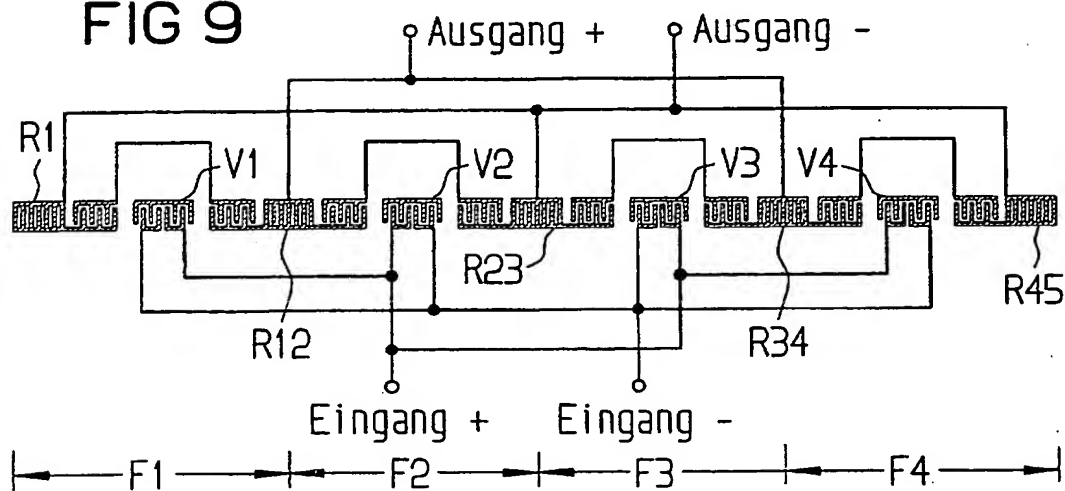 FIG 9
Ausgang + Ausgang -
R1 V1 V2 V3 V4
R12 R23 R34 R45
Eingang + Eingang -
F1 F2 F3 F4